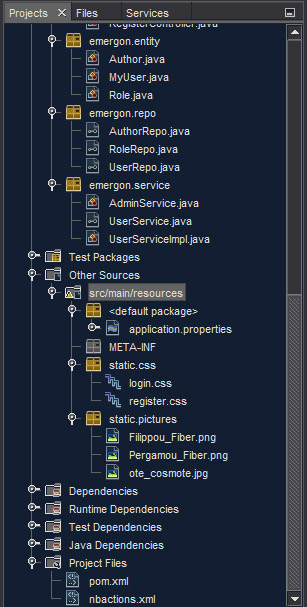 Projects Files Services
RegisterController.java
emergon.entity
Author.java
MyUser.java
Role.java
emergon.repo
AuthorRepo.java
RoleRepo.java
UserRepo.java
emergon.service
AdminService.java
UserService.java
UserServiceImpl.java
Test Packages
Other Sources
src/main/resources
<default package>
application.properties
META-INF
static.css
login.css
register.css
static.pictures
Filippou_Fiber.png
Pergamou_Fiber.png
ote_cosmote.jpg
Dependencies
Runtime Dependencies
Test Dependencies
Java Dependencies
Project Files
pom.xml
nbactions.xml